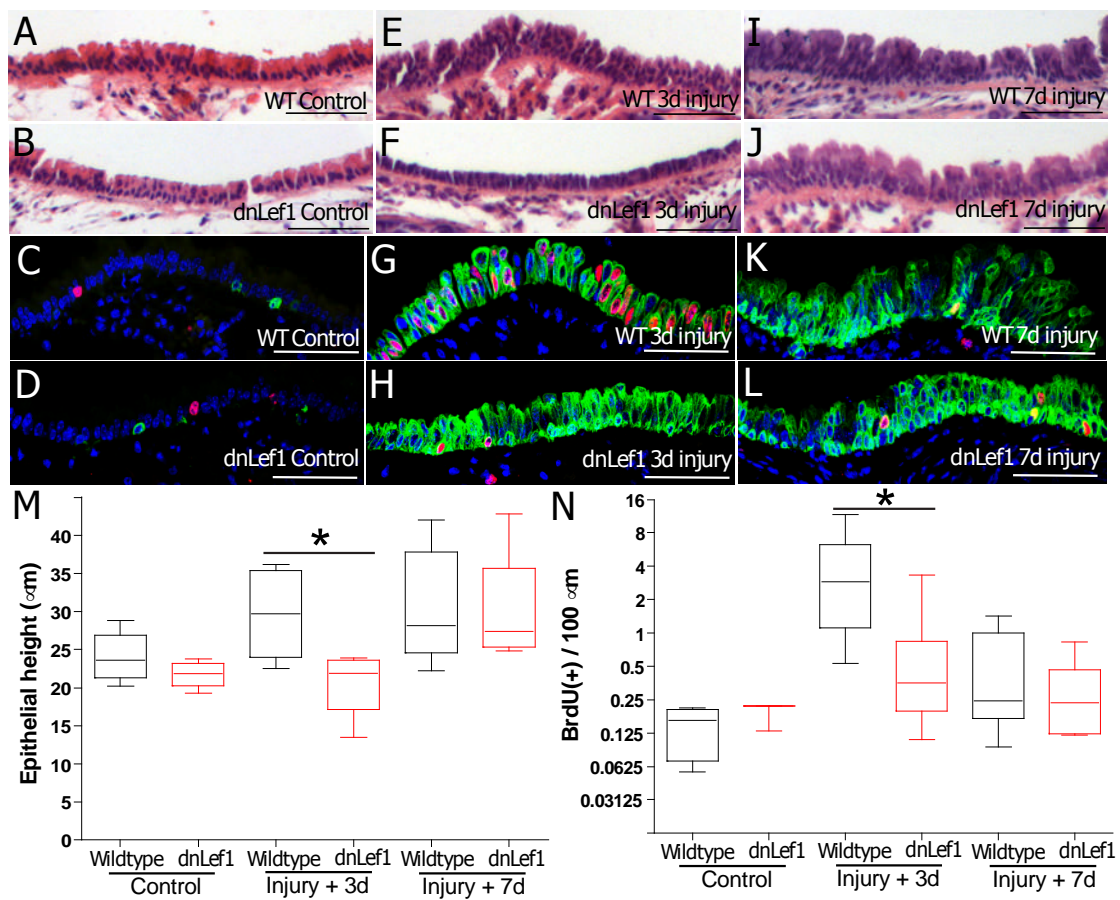 A
WT Control
E
WT 3d injury
I
WT 7d injury
B
dnLef1 Control
F
dnLef1 3d injury
J
dnLef1 7d injury
C
WT Control
G
WT 3d injury
K
WT 7d injury
D
dnLef1 Control
H
dnLef1 3d injury
L
dnLef1 7d injury
M
Epithelial height (αm)
40
35
30
25
20
15
10
5
0
*
Wildtype dnLef1 Wildtype dnLef1 Wildtype dnLef1
Control Injury + 3d Injury + 7d
N
BrdU(+) / 100 αm
16
8
4
2
1
0.5
0.25
0.125
0.0625
0.03125
*
Wildtype dnLef1 Wildtype dnLef1 Wildtype dnLef1
Control Injury + 3d Injury + 7d